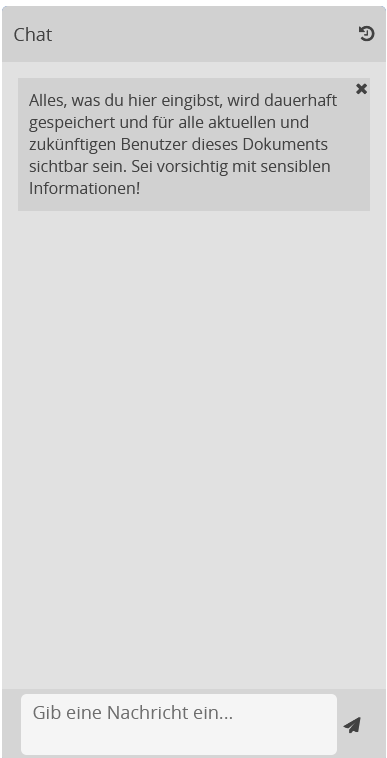 Chat
Alles, was du hier eingibst, wird dauerhaft
gespeichert und für alle aktuellen und
zukünftigen Benutzer dieses Dokuments
sichtbar sein. Sei vorsichtig mit sensiblen
Informationen!
Gib eine Nachricht ein...